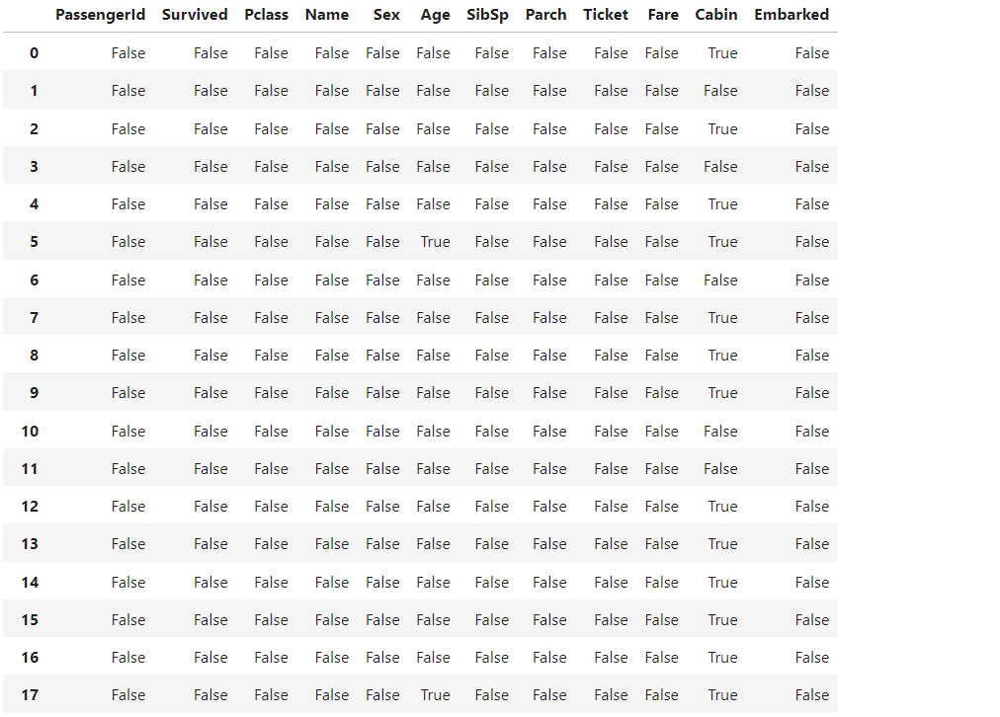 PassengerId Survived Pclass Name Sex Age SibSp Parch Ticket Fare Cabin Embarked
0 False False False False False False False False False False True False
1 False False False False False False False False False False False False
2 False False False False False False False False False False True False
3 False False False False False False False False False False False False
4 False False False False False False False False False False True False
5 False False False False False True False False False False True False
6 False False False False False False False False False False False False
7 False False False False False False False False False False True False
8 False False False False False False False False False False True False
9 False False False False False False False False False False True False
10 False False False False False False False False False False False False
11 False False False False False False False False False False False False
12 False False False False False False False False False False True False
13 False False False False False False False False False False True False
14 False False False False False False False False False False True False
15 False False False False False False False False False False True False
16 False False False False False False False False False False True False
17 False False False False False True False False False False True False